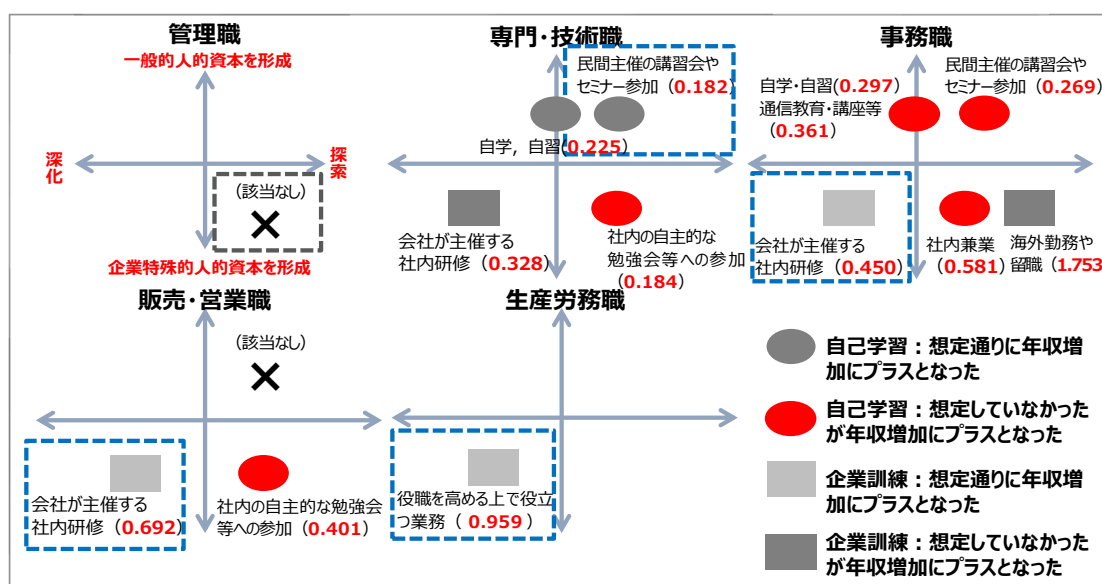 管理職
一般的人的資本を形成
深化
探索
(該当なし)
企業特殊的人的資本を形成
専門・技術職
民間主催の講習会や
セミナー参加（0.182）
自学，自習(0.225）
会社が主催する
社内研修（0.328）
社内の自主的な
勉強会等への参加
（0.184）
事務職
自学・自習(0.297）
通信教育・講座等
（0.361）
民間主催の講習会や
セミナー参加（0.269）
会社が主催する
社内研修（0.450）
社内兼業
（0.581）
海外勤務や
留職（1.753
販売・営業職
(該当なし)
会社が主催する
社内研修（0.692）
社内の自主的な勉強会
等への参加（0.401）
生産労務職
役職を高める上で役立
つ業務（ 0.959）
自己学習：想定通りに年収増
加にプラスとなった
自己学習：想定していなかった
が年収増加にプラスとなった
企業訓練：想定通りに年収増
加にプラスとなった
企業訓練：想定していなかった
が年収増加にプラスとなった